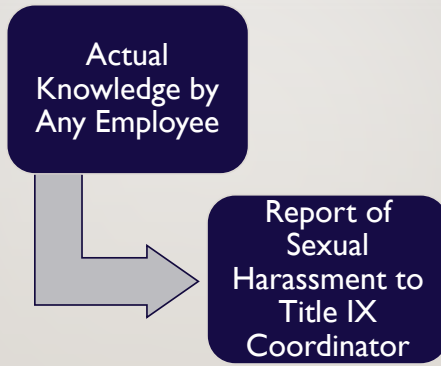 Actual
Knowledge by
Any Employee
Report of
Sexual
Harassment to
Title IX
Coordinator